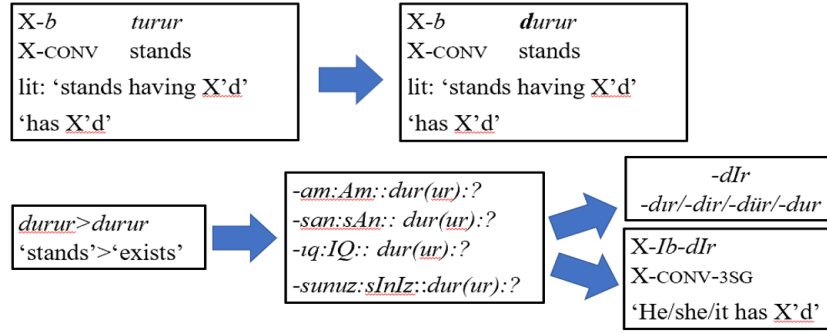 X-b turur
X-CONV stands
lit: ‘stands having X’d’
‘has X’d’
X-b durur
X-CONV stands
lit: ‘stands having X’d’
‘has X’d’
durur>durur
‘stands’>‘exists’
-am:Am::dur(ur):?
-san:sAn:: dur(ur):?
-ıq:IQ:: dur(ur):?
-sunuz:sInIz::dur(ur):?
-dIr
-dır/-dir/-dür/-dur
X-Ib-dIr
X-CONV-3SG
‘He/she/it has X’d’